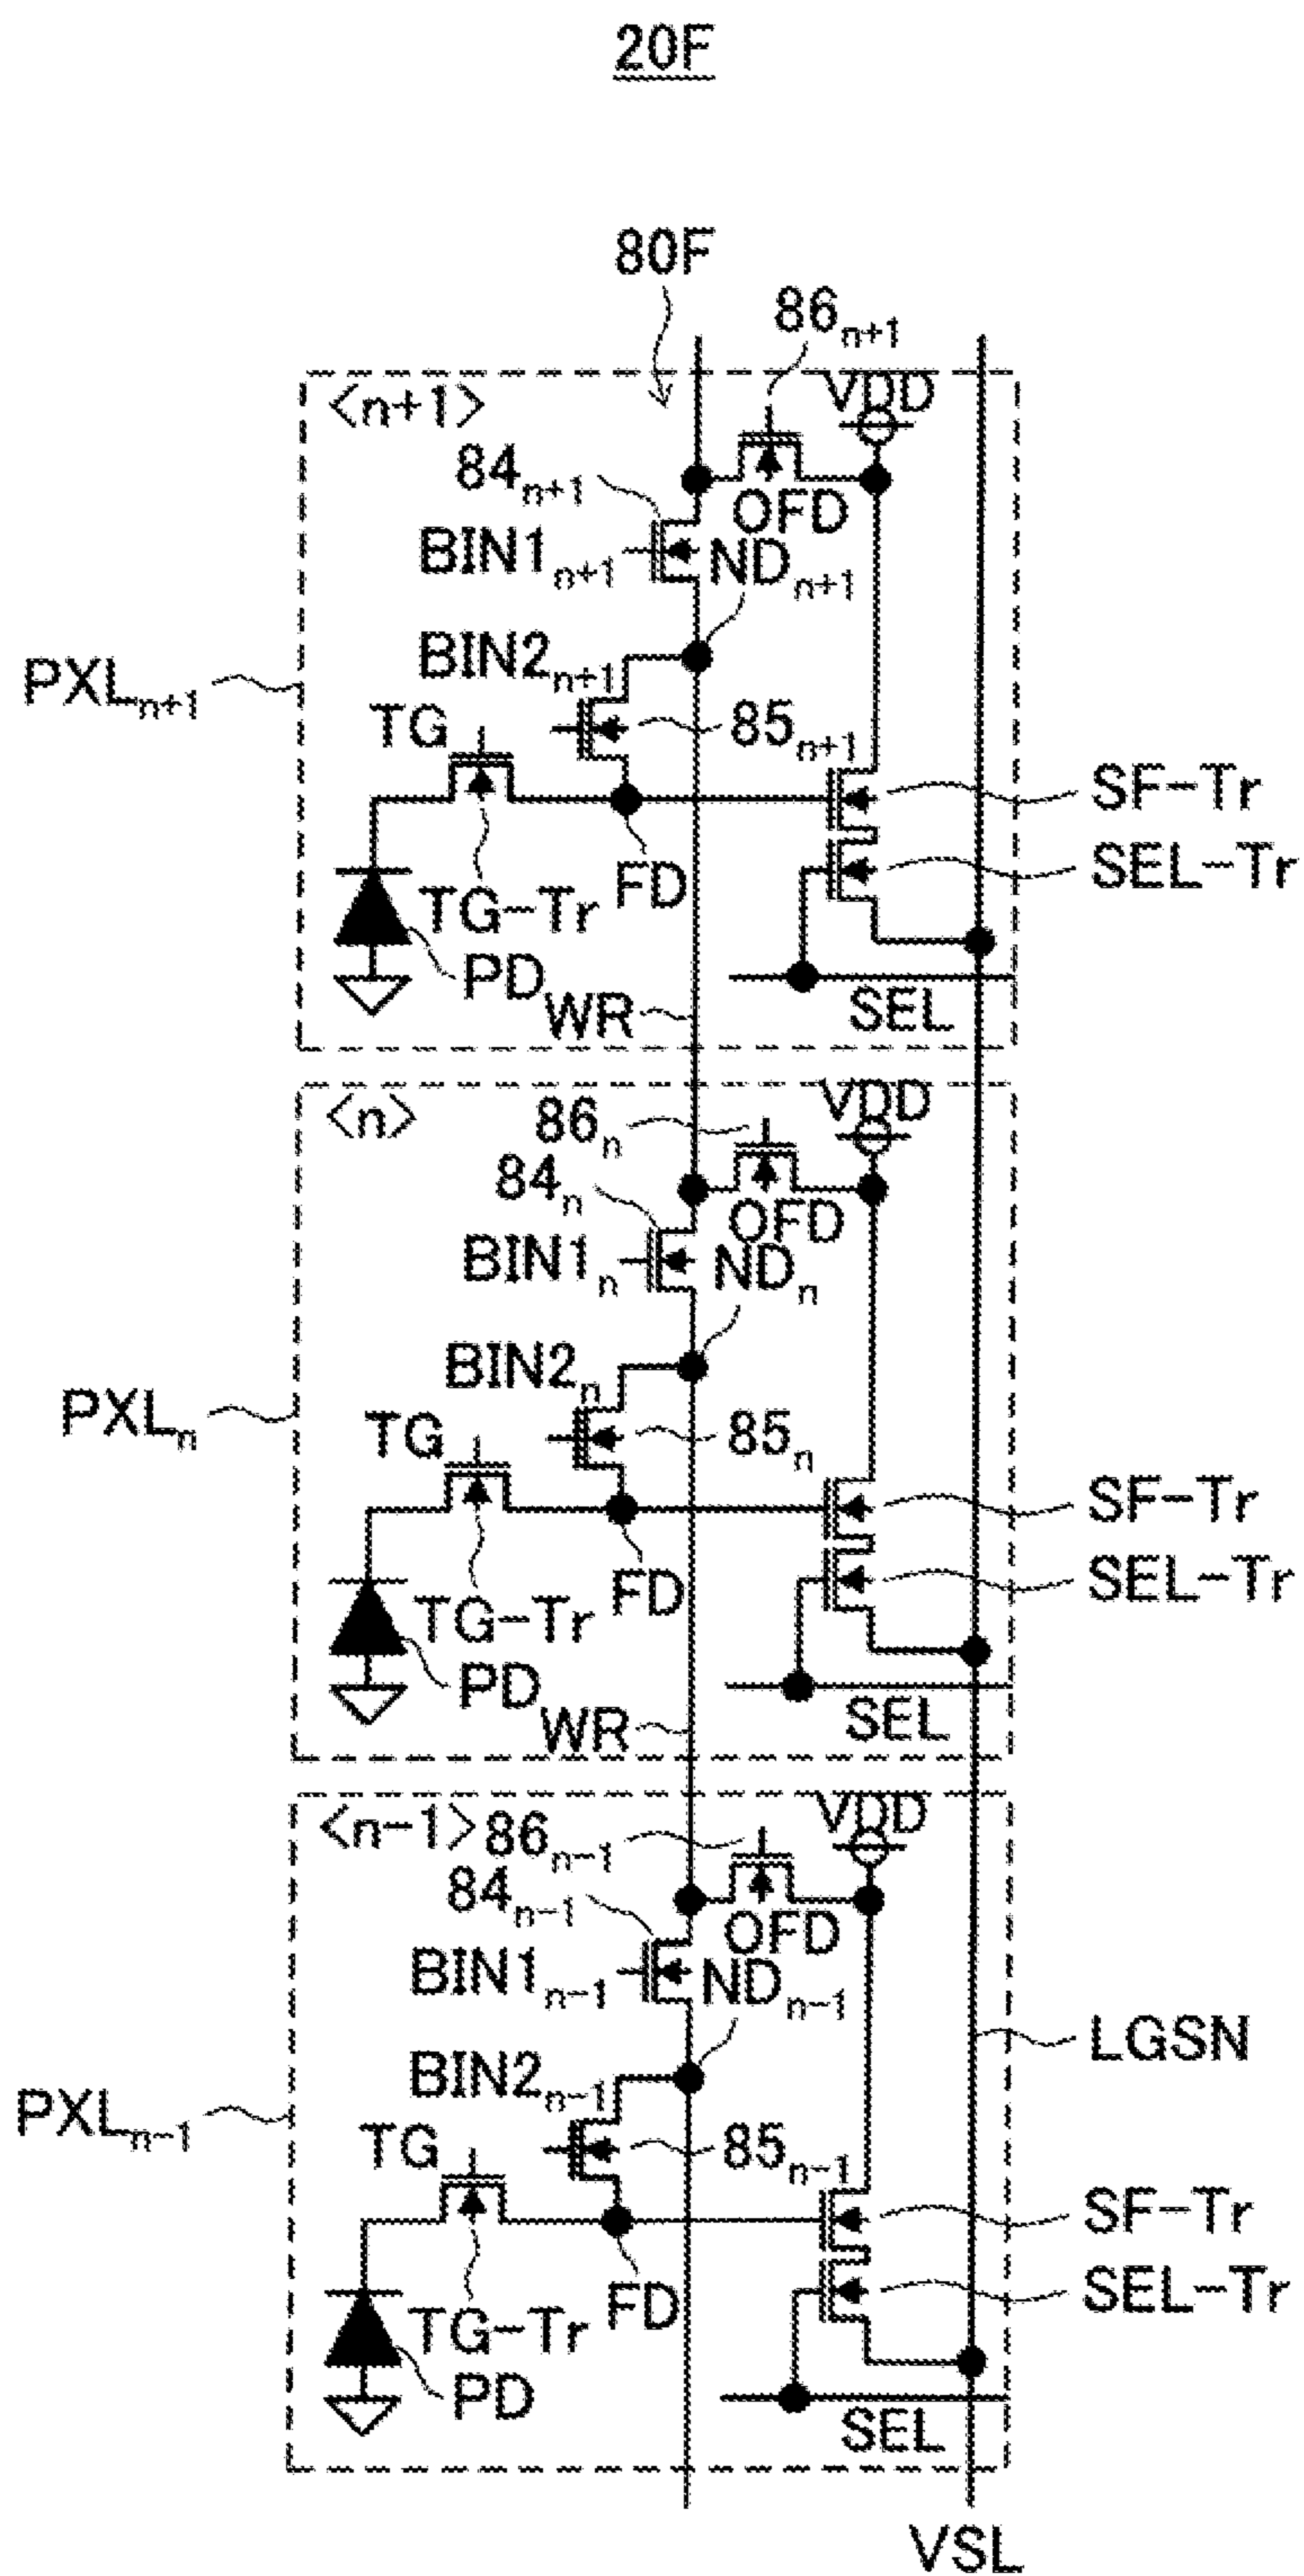 20F
80F
86n+1
<n+1>
VDD
84n+1
OFD
BIN1n+1
NDn+1
BIN2n+1
PXLn+1
TG
85n+1
SF-Tr
SEL-Tr
FD
TG-Tr
PD
WR
SEL
<n>
VDD
86n
84n
OFD
BIN1n
NDn
BIN2n
PXLn
TG
85n
SF-Tr
SEL-Tr
FD
TG-Tr
PD
WR
SEL
<n-1>
86n-1
VDD
84n-1
OFD
BIN1n-1
NDn-1
LGSN
BIN2n-1
PXLn-1
TG
85n-1
SF-Tr
SEL-Tr
FD
TG-Tr
PD
SEL
VSL